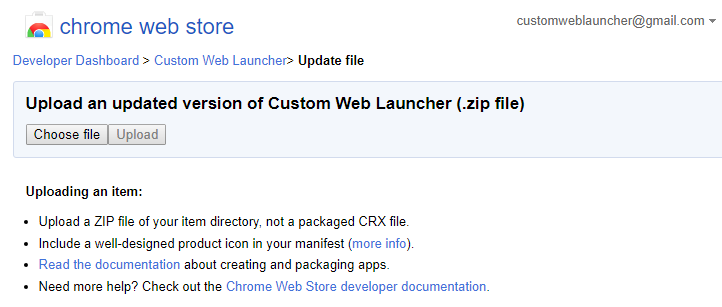 chrome web store
customweblauncher@gmail.com
Developer Dashboard > Custom Web Launcher> Update file
Upload an updated version of Custom Web Launcher (.zip file)
Choose file Upload
Uploading an item:
• Upload a ZIP file of your item directory, not a packaged CRX file.
• Include a well-designed product icon in your manifest (more info).
• Read the documentation about creating and packaging apps.
• Need more help? Check out the Chrome Web Store developer documentation.